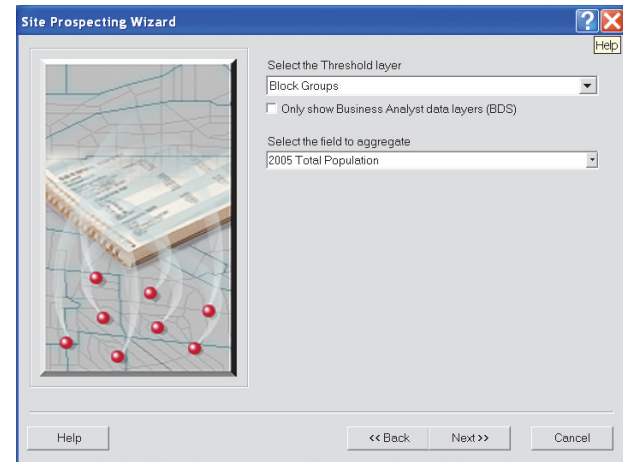 Site Prospecting Wizard
?
Help
Select the Threshold layer
Block Groups
Only show Business Analyst data layers (BDS)
Select the field to aggregate
2005 Total Population
Help
<< Back
Next >>
Cancel